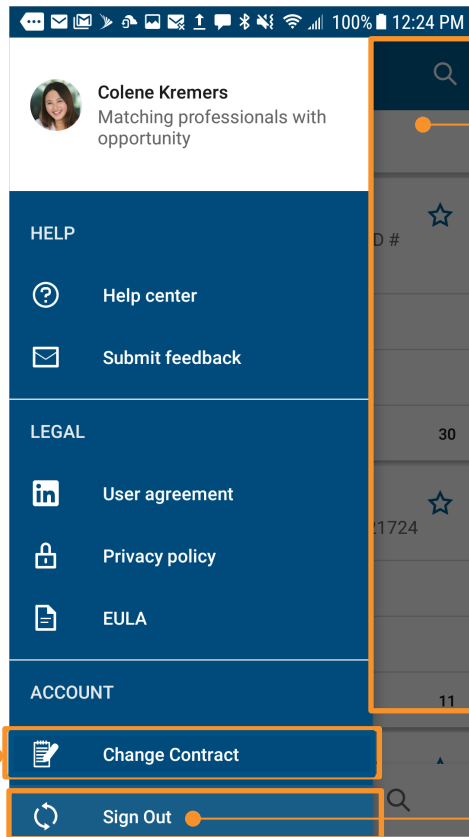 100% 12:24 PM
Colene Kremers
Matching professionals with
opportunity
HELP
D #
Help center
Submit feedback
LEGAL
30
in User agreement
21724
Privacy policy
EULA
ACCOUNT
11
Change Contract
Sign Out